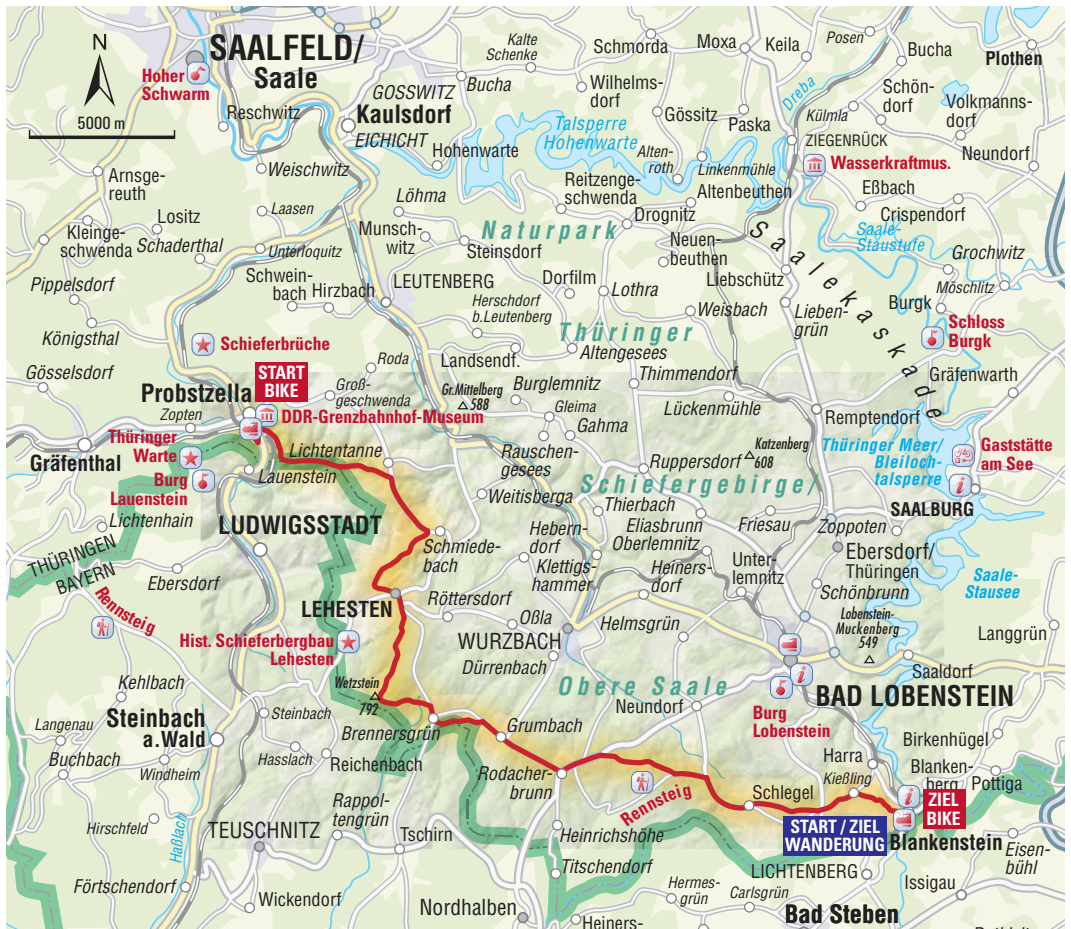 N
5000 m
SAALFELD/
Saale
Hoher
Schwarm
Reschwitz
GOSSWITZ
Kaulsdorf
EICHICHT
Kalte
Schenke
Bucha
Schmorda
Wilhelms-
dorf
Moxa
Keila
Posen
Bucha
Plothen
Gössitz
Paska
Dreba
Külmla
Schön-
dorf
Volkmanns-
dorf
Neundorf
ZIEGENRÜCK
Wasserkraftmus.
Talsperre
Hohenwarte
Hohenwarte
Alten-
roth
Linkenmühle
Altenbeuthen
Reitzenge-
schwenda
Drognitz
Eßbach
Crispendorf
Saale-
Staustufe
Grochwitz
Möschlitz
Burgk
Schloss
Burgk
Gräfenwarth
Arnsge-
reuth
Weischwitz
Laasen
Lositz
Schaderthal
Kleinge-
schwenda
Unterloquitz
Löhma
Munsch-
witz
Steinsdorf
Naturpark
Neuen-
beuthen
Saalekaskade
Pippelsdorf
Schwein-
bach
Hirzbach
LEUTENBERG
Dorfilm
Lothra
Liebschütz
Weisbach
Lieben-
grün
Herschdorf
b.Leutenberg
Königsthal
Schieferbrüche
Thüringer
Altengesees
Landsendf.
Roda
Gösselsdorf
Probstzella
START
BIKE
Groß-
geschwenda
Gr.Mittelberg
588
Burglemnitz
Thimmendorf
Lückenmühle
Remptendorf
Zopten
DDR-Grenzbahnhof-Museum
Gleima
Gahma
Gräfenthal
Thüringer
Warte
Burg
Lauenstein
Lauenstein
Lichtentanne
Rauschen-
gesees
Ruppersdorf
Katzenberg
608
Thüringer Meer/
Bleiloch-
talsperre
Gaststätte
am See
SAALBURG
Weitisberga
Schiefergebirge/
Thierbach
Friesau
Zoppoten
Lichtenhain
LUDWIGSSTADT
THÜRINGEN
BAYERN
Ebersdorf
Schmiede-
bach
Hebern-
dorf
Klettigs-
hammer
Eliasbrunn
Oberlemnitz
Heiners-
dorf
Unter-
lemnitz
Ebersdorf/
Thüringen
Schönbrunn
Saale-
Stausee
Rennsteig
LEHESTEN
Röttersdorf
Oßla
WURZBACH
Helmsgrün
Lobenstein-
Muckenberg
549
Langgrün
Hist. Schieferbergbau
Lehesten
Dürrenbach
Saaldorf
Wetzstein
792
Obere Saale
Neundorf
BAD LOBENSTEIN
Burg
Lobenstein
Kehlbach
Langenau
Buchbach
Steinbach
a.Wald
Windheim
Steinbach
Hasslach
Brennersgrün
Reichenbach
Grumbach
Rodacher-
brunn
Rennsteig
Harra
Kießling
Birkenhügel
Blanken-
berg
Pottiga
Schlegel
ZIEL
BIKE
START / ZIEL
WANDERUNG
Blankenstein
Hirschfeld
Haßlach
TEUSCHNITZ
Rappol-
tengrün
Tschirn
Heinrichshöhe
Titschendorf
LICHTENBERG
Eisen-
bühl
Issigau
Förtschendorf
Wickendorf
Nordhalben
Hermes-
grün
Carlsgrün
Bad Steben
Heiners-